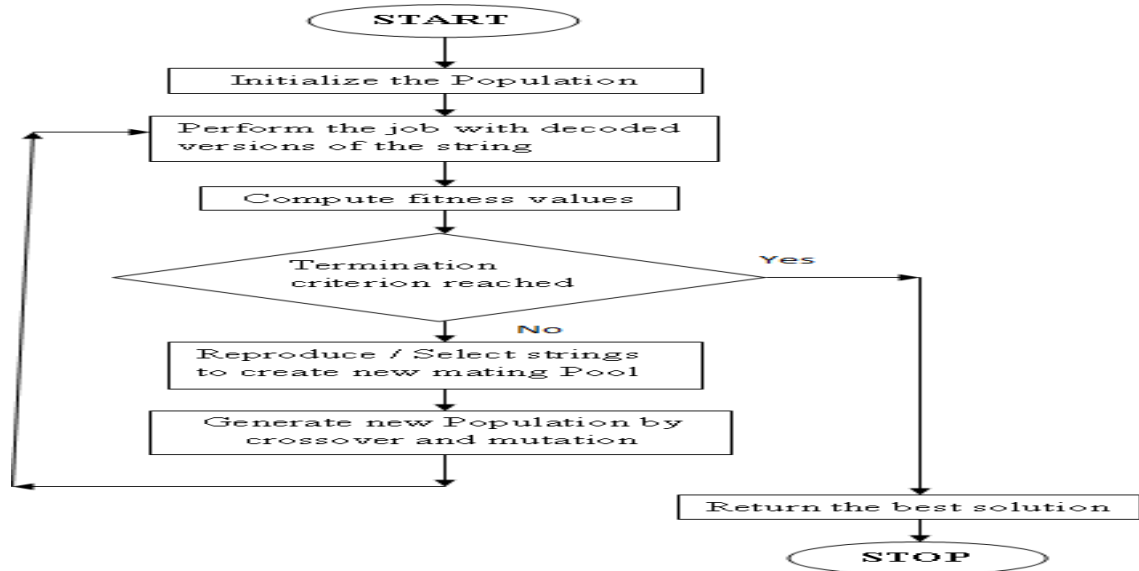 START
Initialize the Population
Perform the job with decoded
versions of the string
Compute fitness values
Termination
criterion reached
Yes
No
Reproduce / Select strings
to create new mating Pool
Generate new Population by
crossover and mutation
Return the best solution
STOP